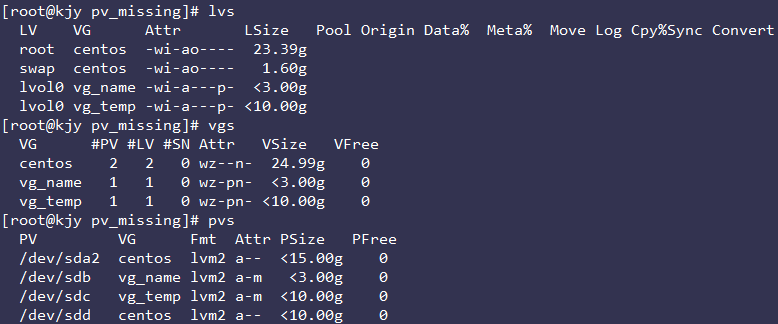 [root@kjy pv_missing]# lvs
  LV    VG      Attr       LSize   Pool Origin Data%  Meta%  Move Log Cpy%Sync Convert
  root  centos  -wi-ao----  23.39g
  swap  centos  -wi-ao----   1.60g
  lvol0 vg_name -wi-a---p-  <3.00g
  lvol0 vg_temp -wi-a---p- <10.00g
[root@kjy pv_missing]# vgs
  VG      #PV #LV #SN Attr   VSize   VFree
  centos    2   2   0 wz--n-  24.99g    0
  vg_name   1   1   0 wz-pn-  <3.00g    0
  vg_temp   1   1   0 wz-pn- <10.00g    0
[root@kjy pv_missing]# pvs
  PV         VG      Fmt  Attr PSize   PFree
  /dev/sda2  centos  lvm2 a--  <15.00g    0
  /dev/sdb   vg_name lvm2 a-m   <3.00g    0
  /dev/sdc   vg_temp lvm2 a-m  <10.00g    0
  /dev/sdd   centos  lvm2 a--  <10.00g    0